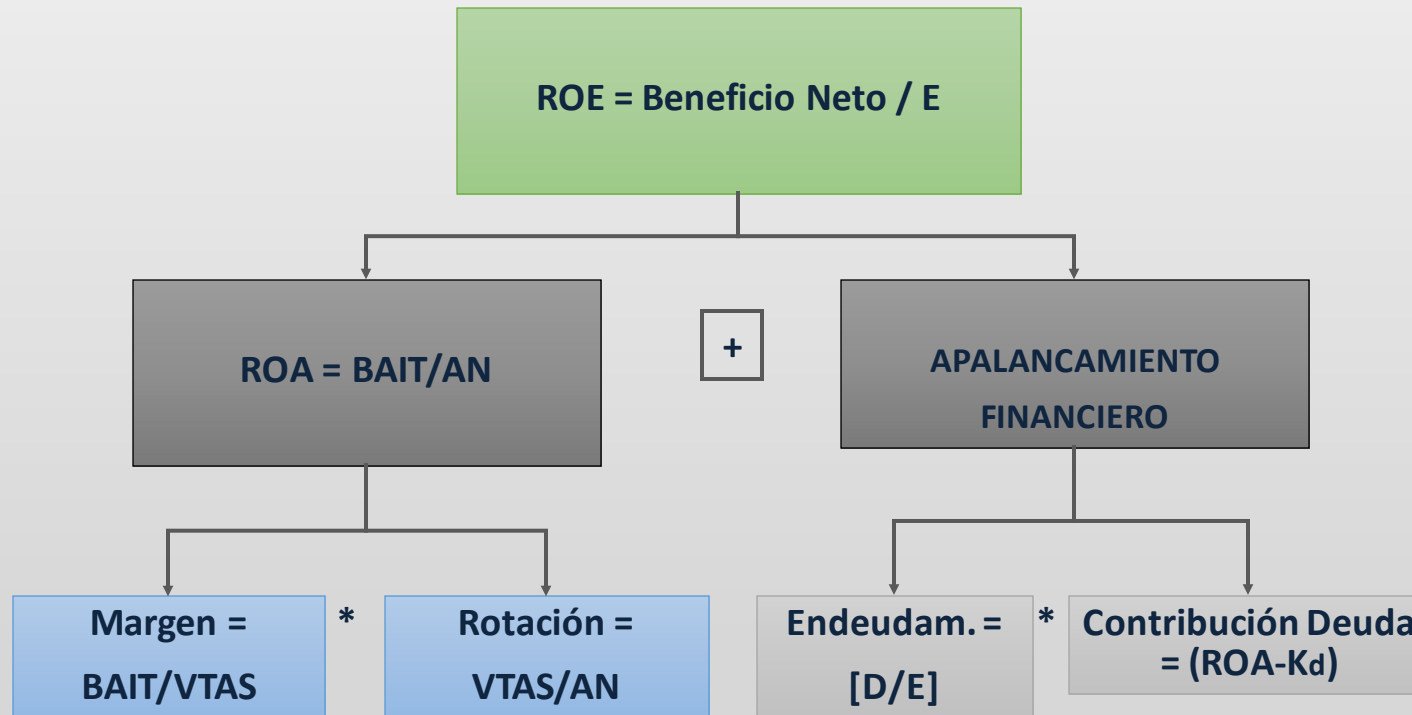 ROE = Beneficio Neto / E
ROA = BAIT/AN
+
APALANCAMIENTO
FINANCIERO
Margen =
BAIT/VTAS
*
Rotación =
VTAS/AN
Endeudam. =
[D/E]
*
Contribución Deuda
= (ROA-Kd)